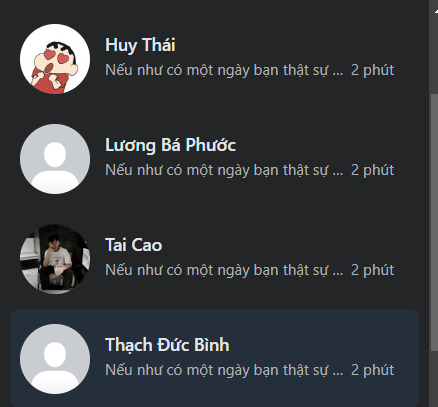 Huy Thái
Nếu như có một ngày bạn thật sự ... 2 phút
Lương Bá Phước
Nếu như có một ngày bạn thật sự ... 2 phút
Tai Cao
Nếu như có một ngày bạn thật sự ... 2 phút
Thạch Đức Bình
Nếu như có một ngày bạn thật sự ... 2 phút